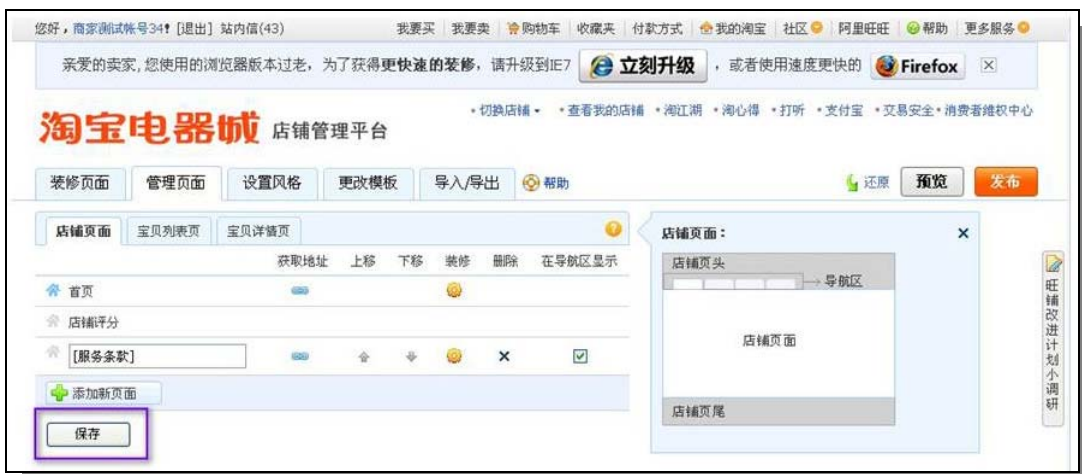 您好，商家测试帐号34! [退出] 站内信(43) 我要买 我要卖 购物车 收藏夹 付款方式 我的淘宝 社区 阿里旺旺 帮助 更多服务
亲爱的卖家,您使用的浏览器版本过老，为了获得更快速的装修，请升级到IE7 立刻升级 ，或者使用速度更快的 Firefox
·切换店铺 ·查看我的店铺 ·淘江湖 ·淘心得 ·打听 ·支付宝 ·交易安全·消费者维权中心
淘宝电器城 店铺管理平台
装修页面 管理页面 设置风格 更改模板 导入/导出 帮助 还原 预览 发布
店铺页面 宝贝列表页 宝贝详情页
获取地址 上移 下移 装修 删除 在导航区显示
首页
店铺评分
[服务条款]
添加新页面
保存
店铺页面：
店铺页头
导航区
店铺页面
店铺页尾
旺铺改进计划小调研